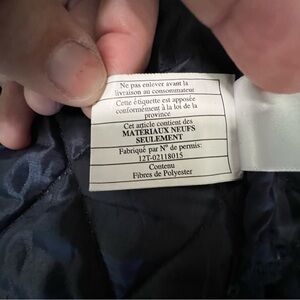 Ne pas enlever avant la
livraison au consommateur
Cette étiquette est apposée
conformément à la loi de la
province
Cet article contient des
MATERIAUX NEUFS
SEULEMENT
Fabriqué par Nº de permis:
12T-02118015
Contenu
Fibres de Polyester